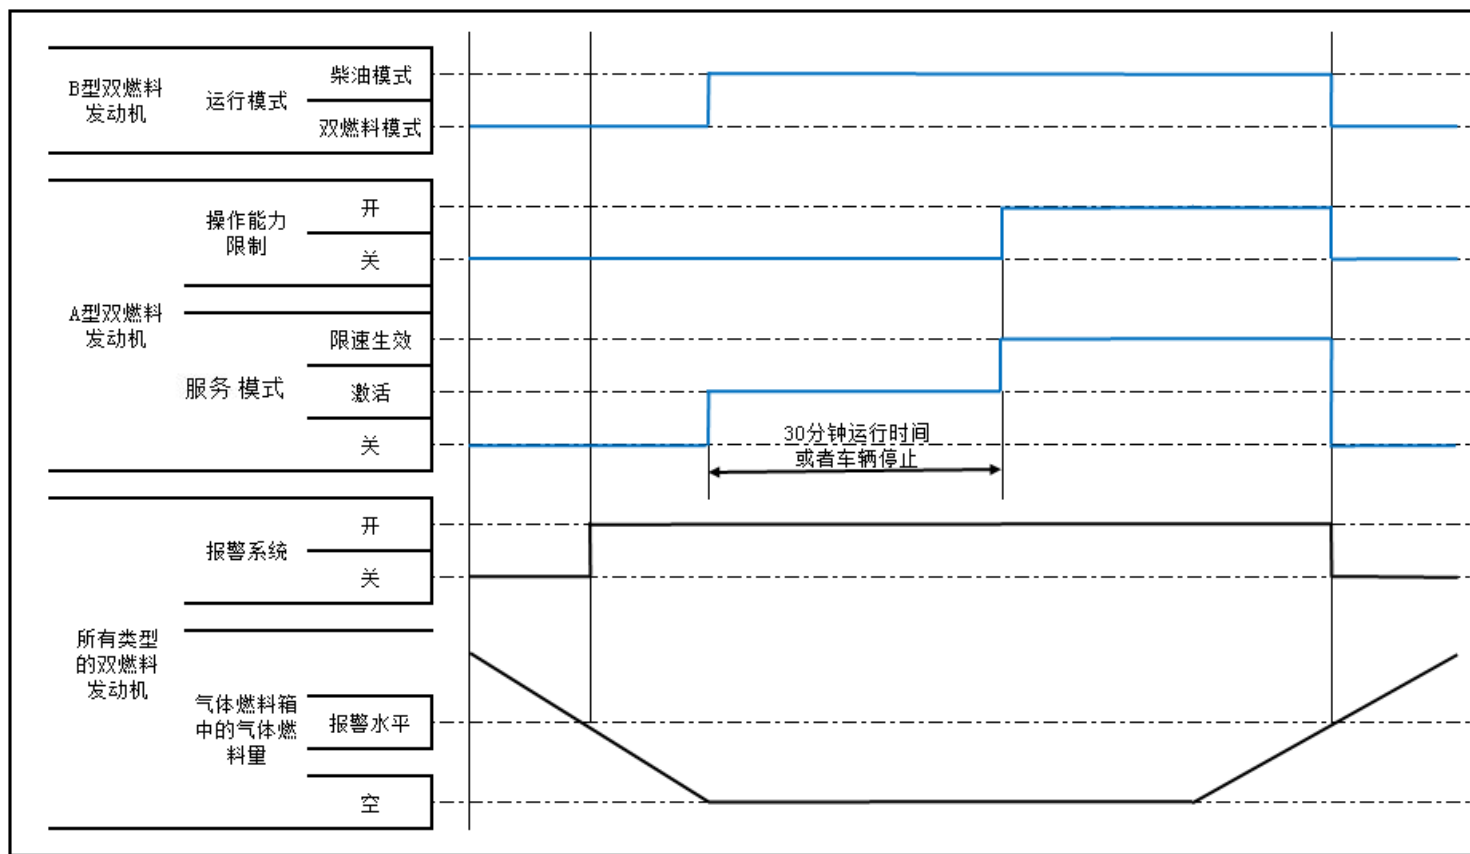 B型双燃料
发动机
运行模式
柴油模式
双燃料模式
A型双燃料
发动机
操作能力
限制
开
关
服务 模式
限速生效
激活
关
30分钟运行时间
或者车辆停止
所有类型
的双燃料
发动机
报警系统
开
关
气体燃料箱
中的气体燃
料量
报警水平
空